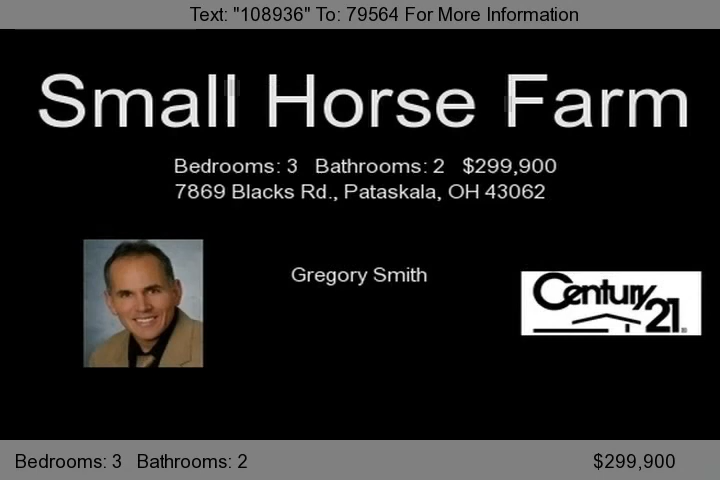 Text: "108936" To: 79564 For More Information
Small Horse Farm
Bedrooms: 3 Bathrooms: 2 $299,900
7869 Blacks Rd., Pataskala, OH 43062
Gregory Smith
Century 21
Bedrooms: 3 Bathrooms: 2 $299,900